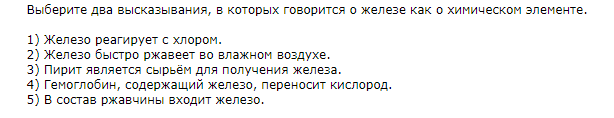 Выберите два высказывания, в которых говорится о железе как о химическом элементе.
1) Железо реагирует с хлором.
2) Железо быстро ржавеет во влажном воздухе.
3) Пирит является сырьём для получения железа.
4) Гемоглобин, содержащий железо, переносит кислород.
5) В состав ржавчины входит железо.